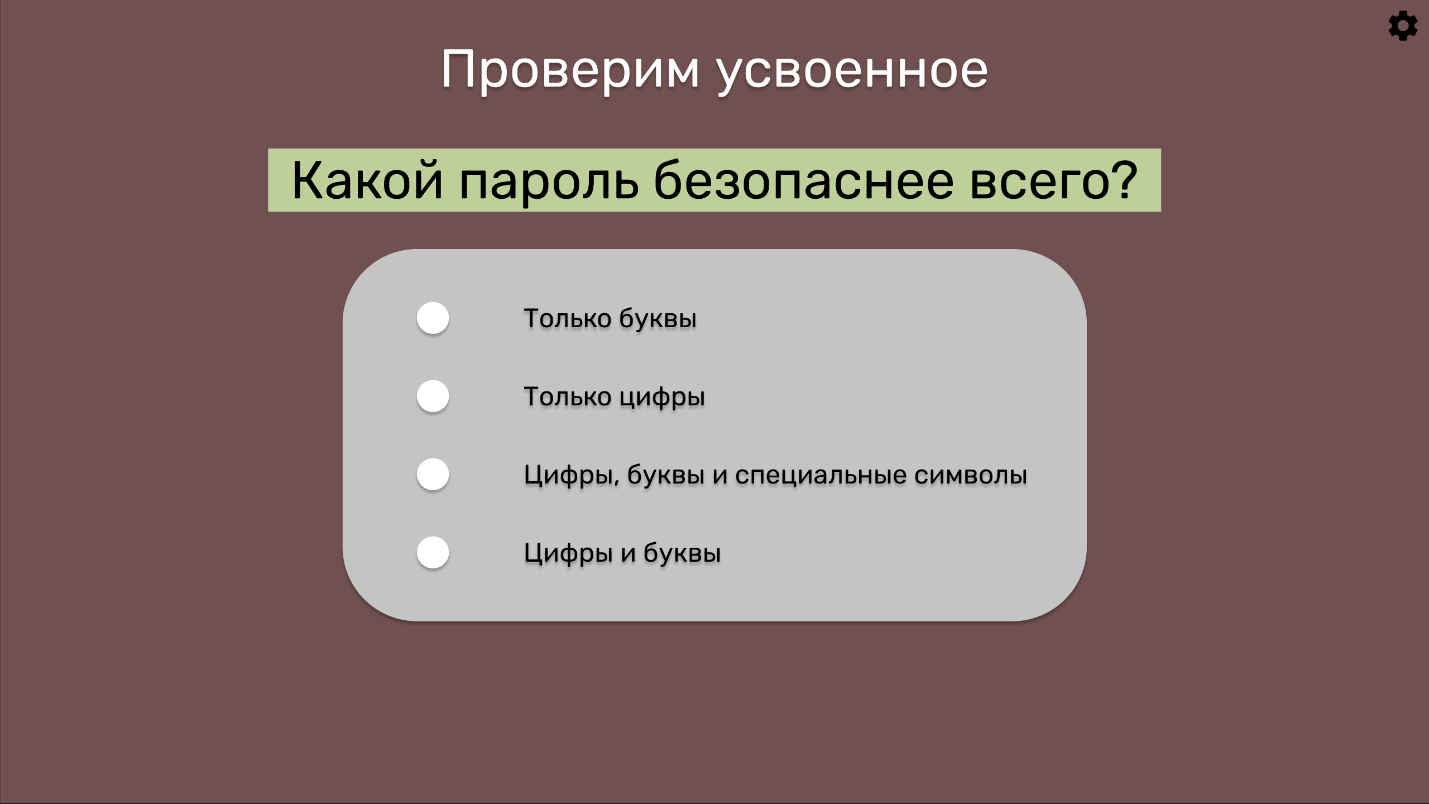 Проверим усвоенное
Какой пароль безопаснее всего?
Только буквы
Только цифры
Цифры, буквы и специальные символы
Цифры и буквы